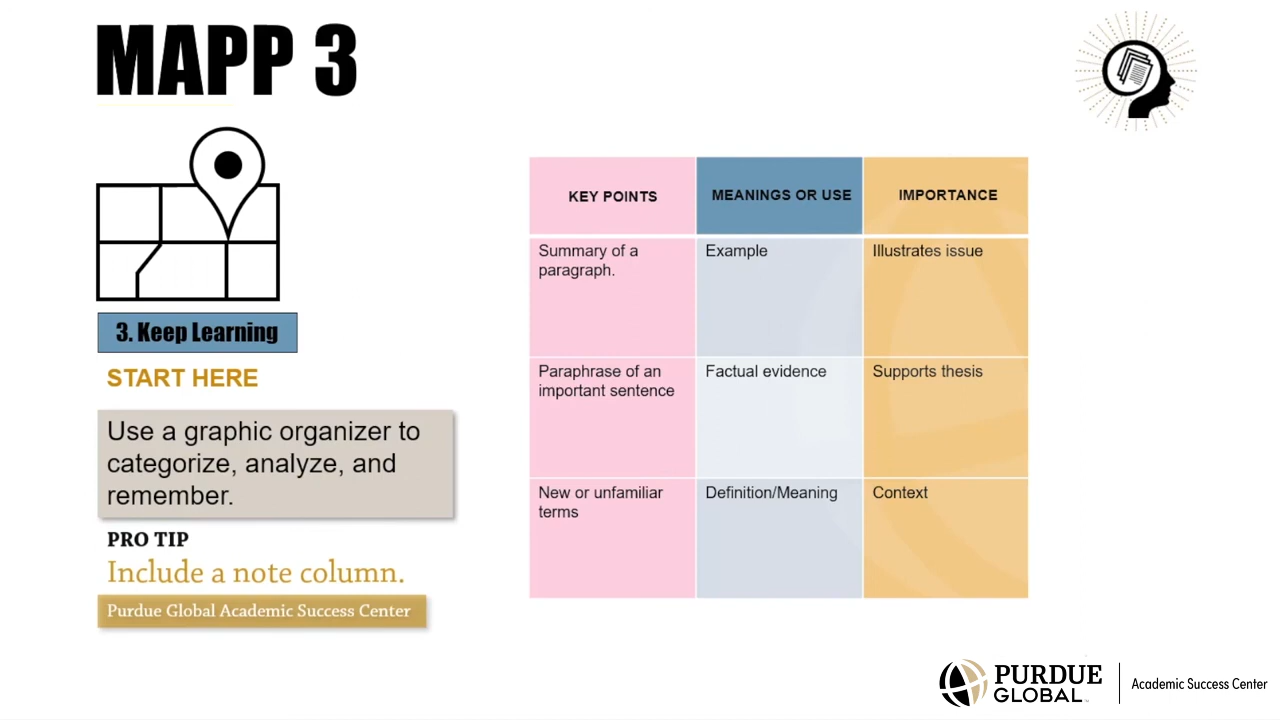 MAPP 3
3. Keep Learning
START HERE
Use a graphic organizer to
categorize, analyze, and
remember.
PRO TIP
Include a note column.
Purdue Global Academic Success Center
KEY POINTS
MEANINGS OR USE
IMPORTANCE
Summary of a
paragraph.
Example
Illustrates issue
Paraphrase of an
important sentence
Factual evidence
Supports thesis
New or unfamiliar
terms
Definition/Meaning
Context
PURDUE
GLOBAL™
Academic Success Center